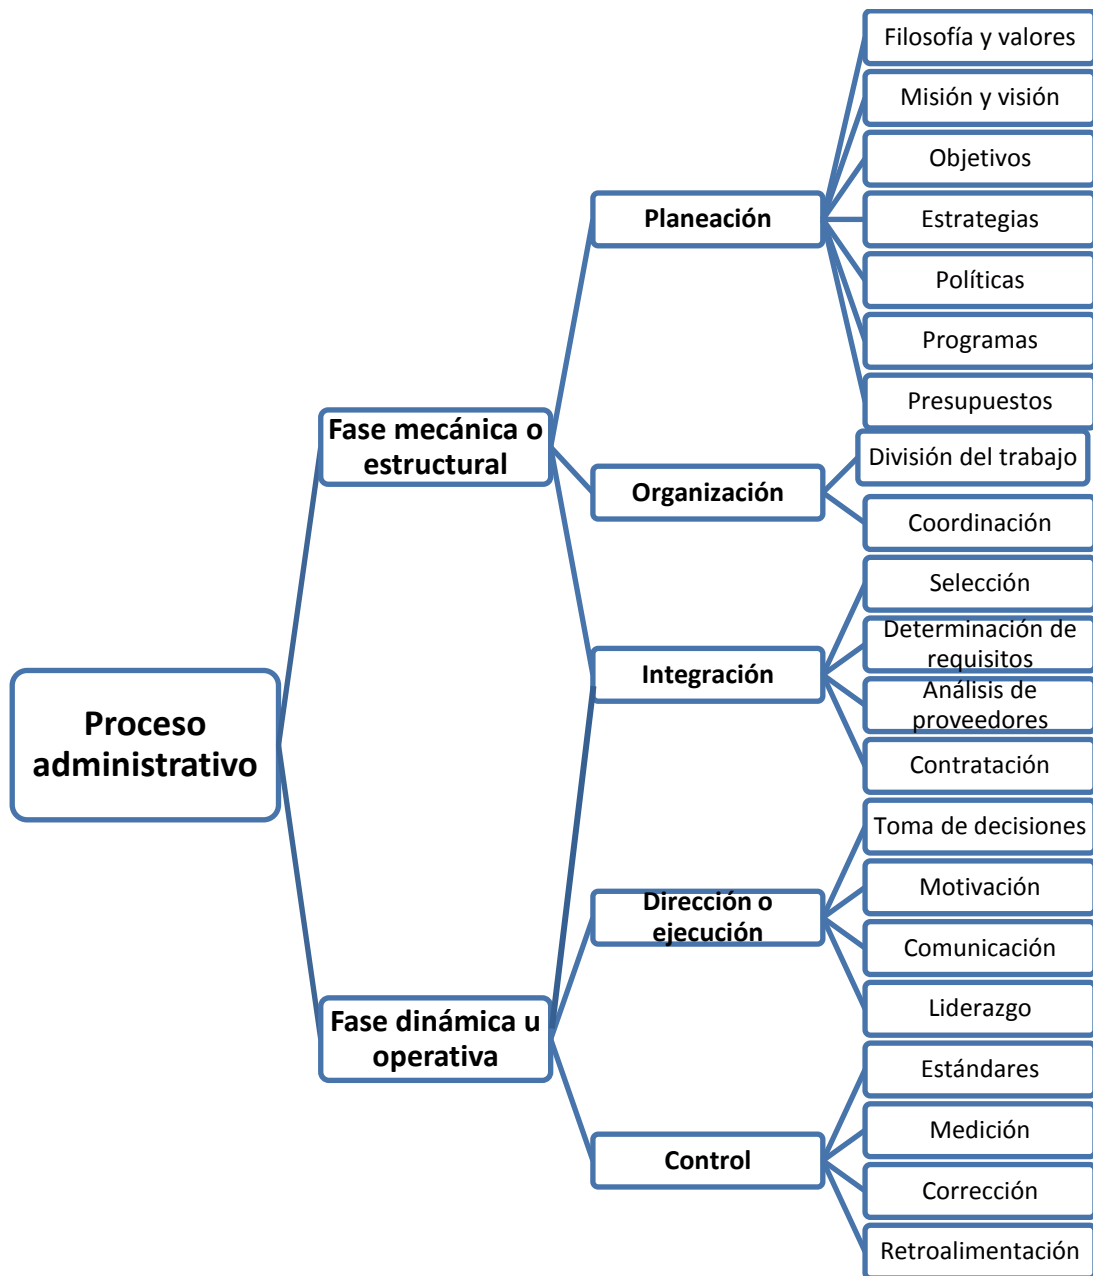 Proceso
administrativo
Fase mecánica o
estructural
Planeación
Filosofía y valores
Misión y visión
Objetivos
Estrategias
Políticas
Programas
Presupuestos
Organización
División del trabajo
Coordinación
Integración
Selección
Determinación de
requisitos
Análisis de
proveedores
Contratación
Fase dinámica u
operativa
Dirección o
ejecución
Toma de decisiones
Motivación
Comunicación
Liderazgo
Control
Estándares
Medición
Corrección
Retroalimentación